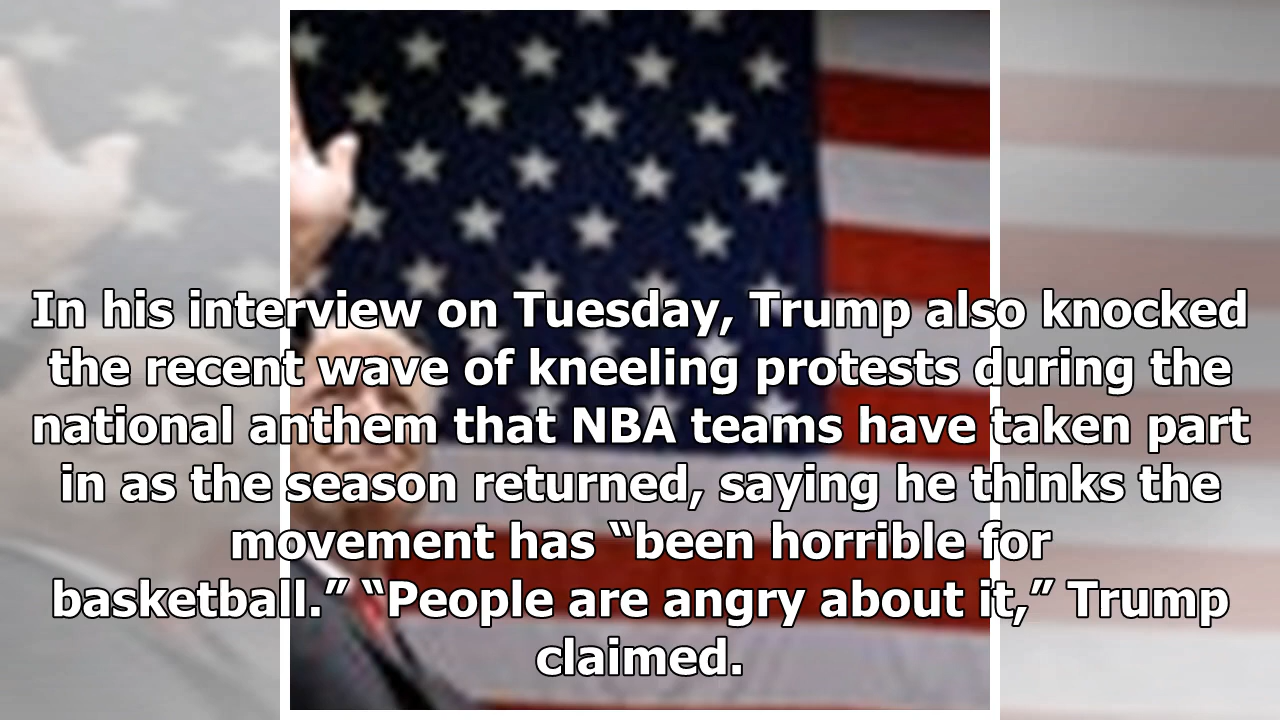 In his interview on Tuesday, Trump also knocked
the recent wave of kneeling protests during the
national anthem that NBA teams have taken part
in as the season returned, saying he thinks the
movement has “been horrible for
basketball.” “People are angry about it,” Trump
claimed.